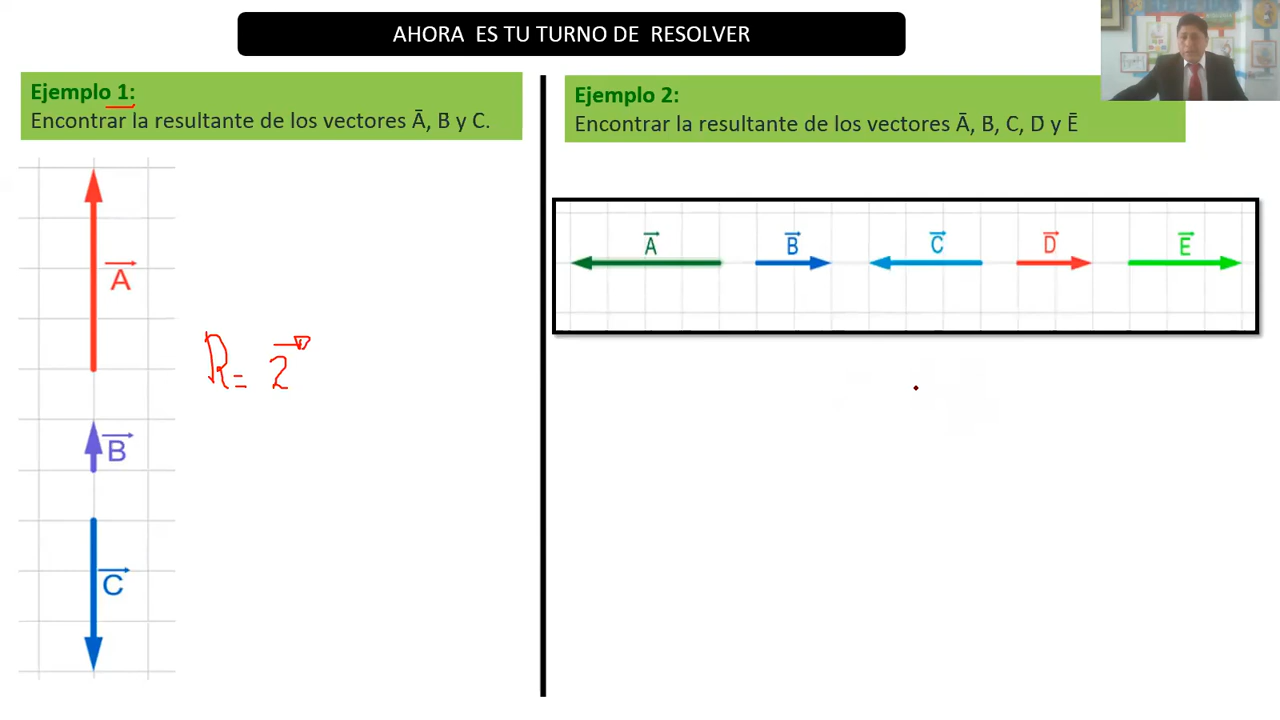 AHORA ES TU TURNO DE RESOLVER
Ejemplo 1:
Encontrar la resultante de los vectores Ā, B y C.
A
B
C
R= 2
Ejemplo 2:
Encontrar la resultante de los vectores Ā, B, C, D y Ē
A B C D E